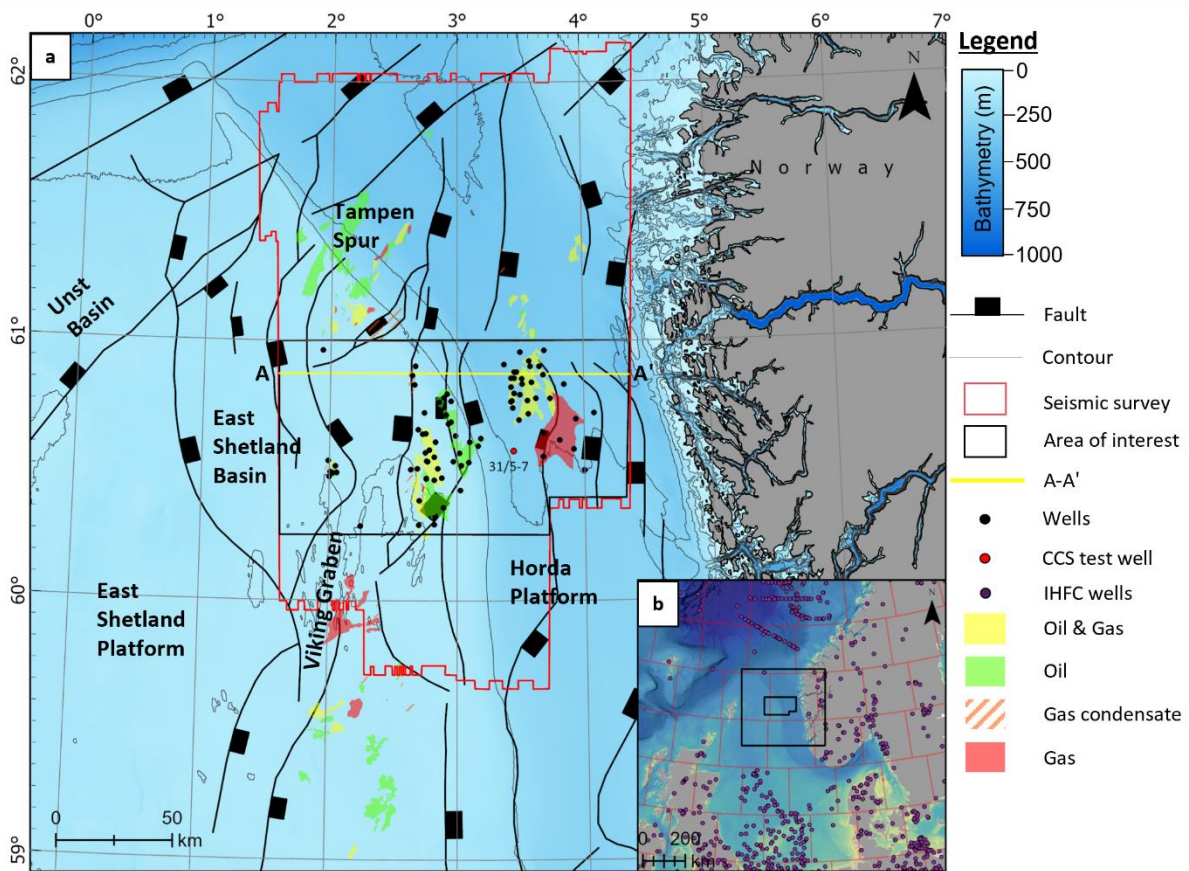 0° 1° 2° 3° 4° 5° 6° 7°
a
N
62°
Norway
Tampen
Spur
Unst
Basin
61°
A A'
East
Shetland
Basin
31/5-7
60°
Horda
Platform
East
Shetland
Platform
Viking Graben
59°
0 50
km
b
N
0 200
km
Legend
Bathymetry (m)
0
250
500
750
1000
Fault
Contour
Seismic survey
Area of interest
A-A'
Wells
CCS test well
IHFC wells
Oil & Gas
Oil
Gas condensate
Gas